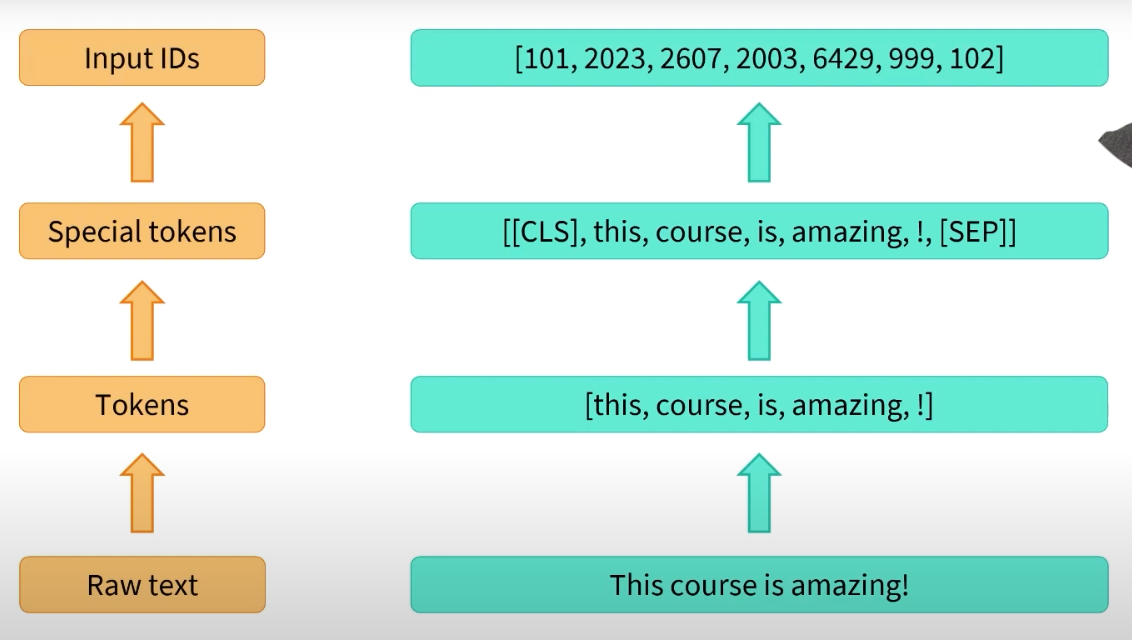 Input IDs
[101, 2023, 2607, 2003, 6429, 999, 102]
Special tokens
[[CLS], this, course, is, amazing, !, [SEP]]
Tokens
[this, course, is, amazing, !]
Raw text
This course is amazing!